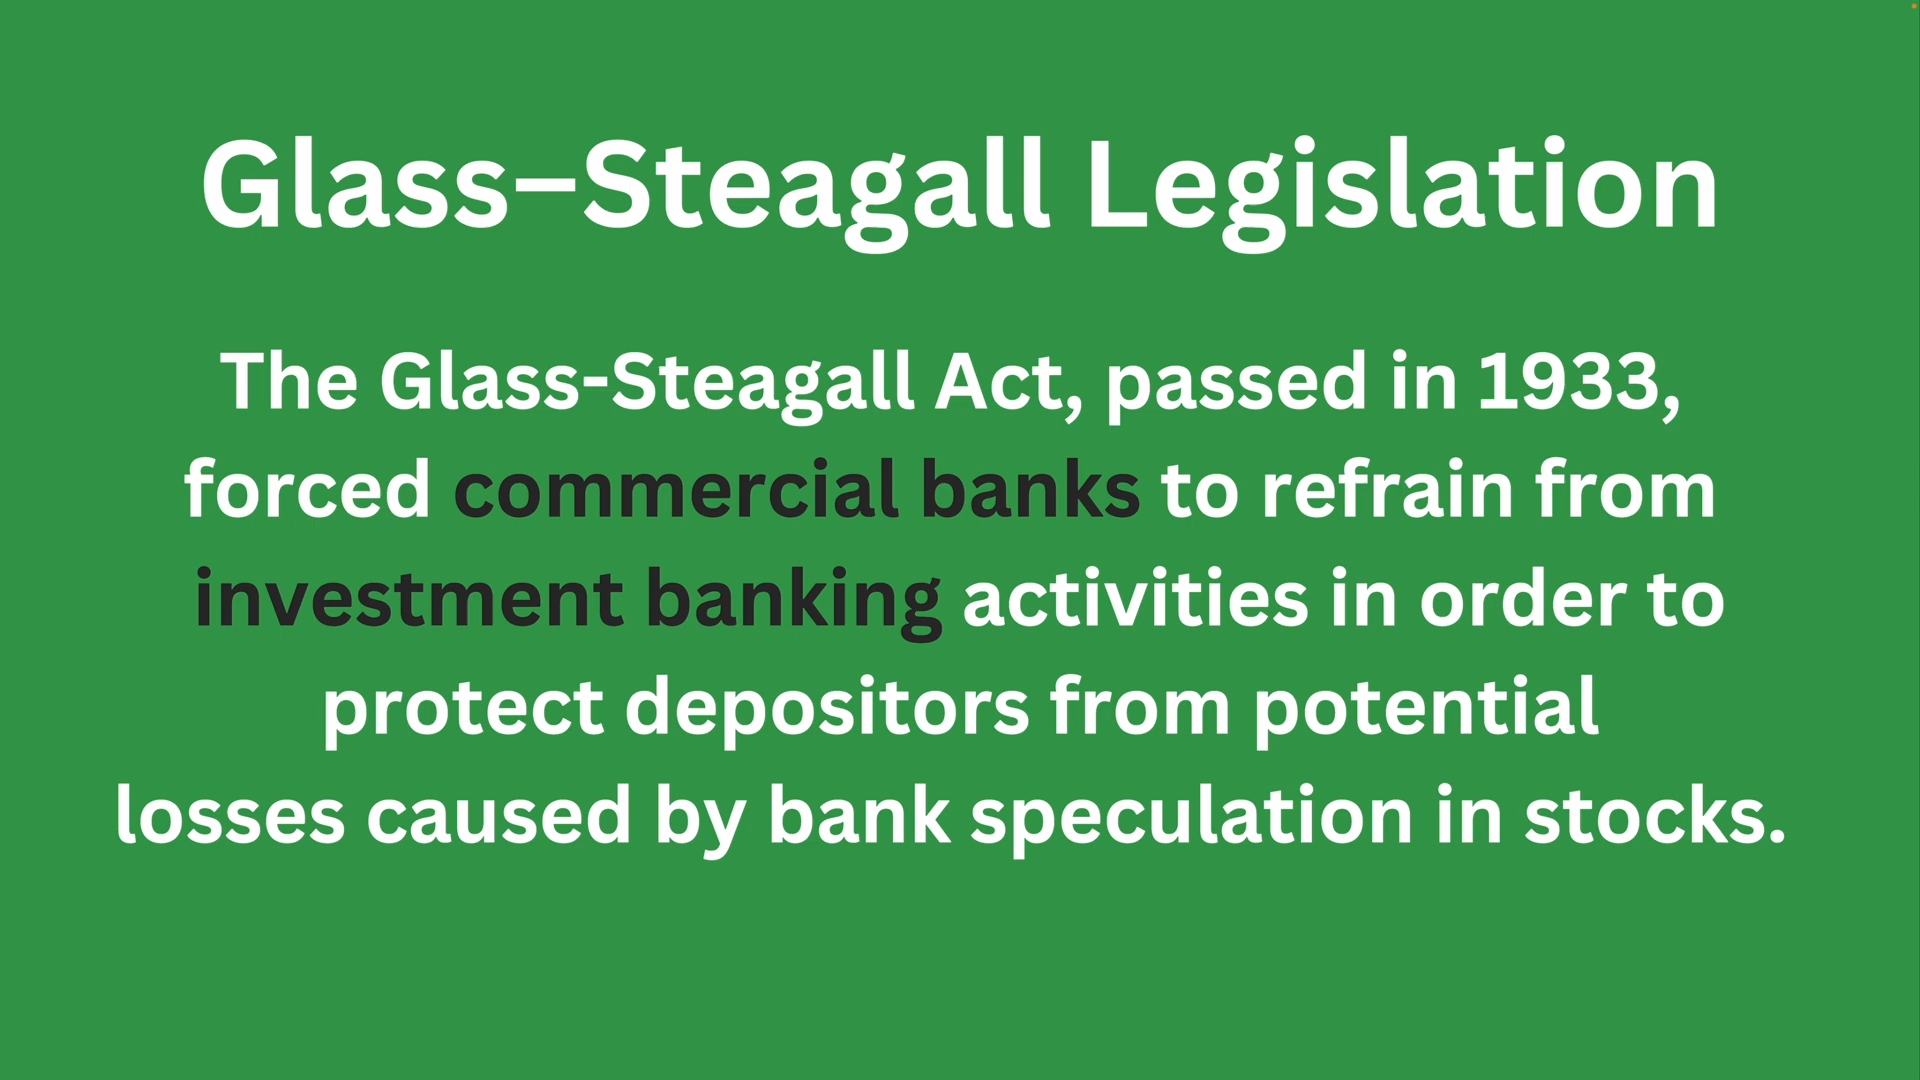 Glass–Steagall Legislation
The Glass-Steagall Act, passed in 1933,
forced commercial banks to refrain from
investment banking activities in order to
protect depositors from potential
losses caused by bank speculation in stocks.